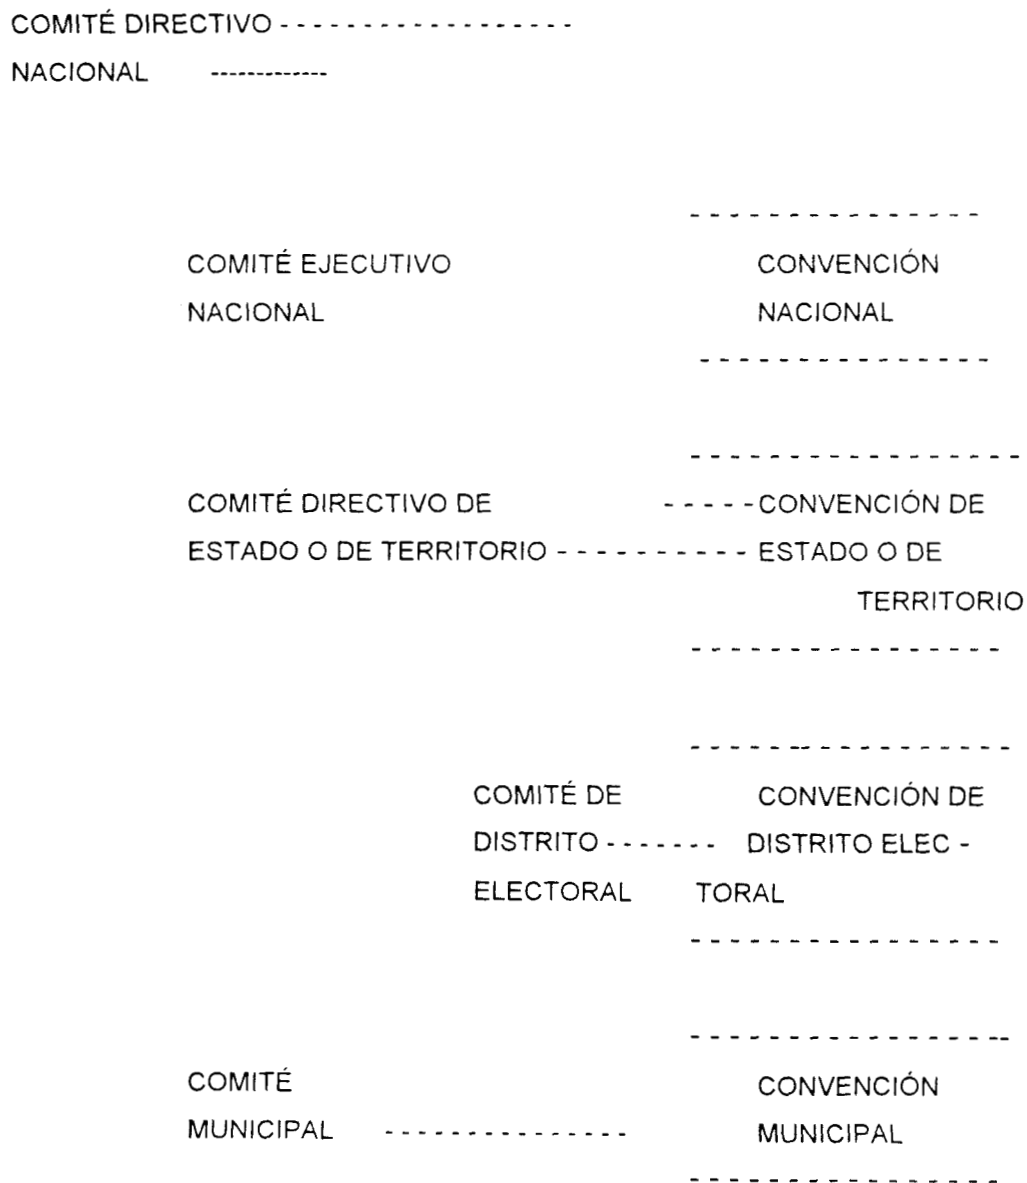 COMITÉ DIRECTIVO - - - - - - - - - - - - - - - - - -
NACIONAL -------------
- - - - - - - - - - - - - - -
COMITÉ EJECUTIVO CONVENCIÓN
NACIONAL NACIONAL
- - - - - - - - - - - - - - -
- - - - - - - - - - - - - - - - -
COMITÉ DIRECTIVO DE - - - - - CONVENCIÓN DE
ESTADO O DE TERRITORIO - - - - - - - - - - ESTADO O DE
TERRITORIO
- - - - - - - - - - - - - - - -
- - - - - -- - - - - - - - - - -
COMITÉ DE CONVENCIÓN DE
DISTRITO - - - - - - - DISTRITO ELEC -
ELECTORAL TORAL
- - - - - - - - - - - - - - - -
- - - - - - - - - - - - - - - --
COMITÉ CONVENCIÓN
MUNICIPAL - - - - - - - - - - - - - - - MUNICIPAL
- - - - - - - - - - - - - - - -